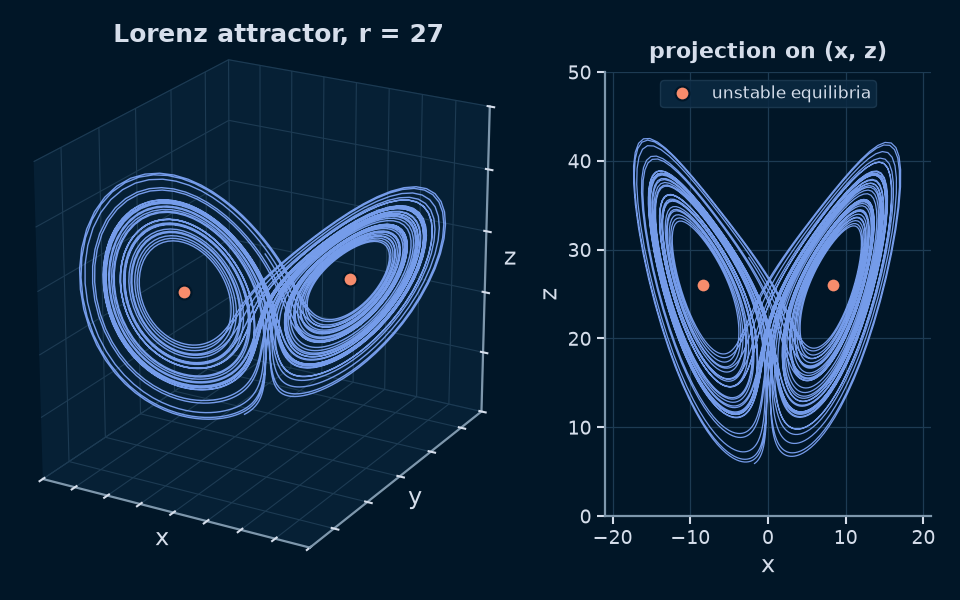 Lorenz attractor, r = 27
z
y
x
projection on (x, z)
unstable equilibria
50
40
30
20
10
0
z
−20 −10 0 10 20
x